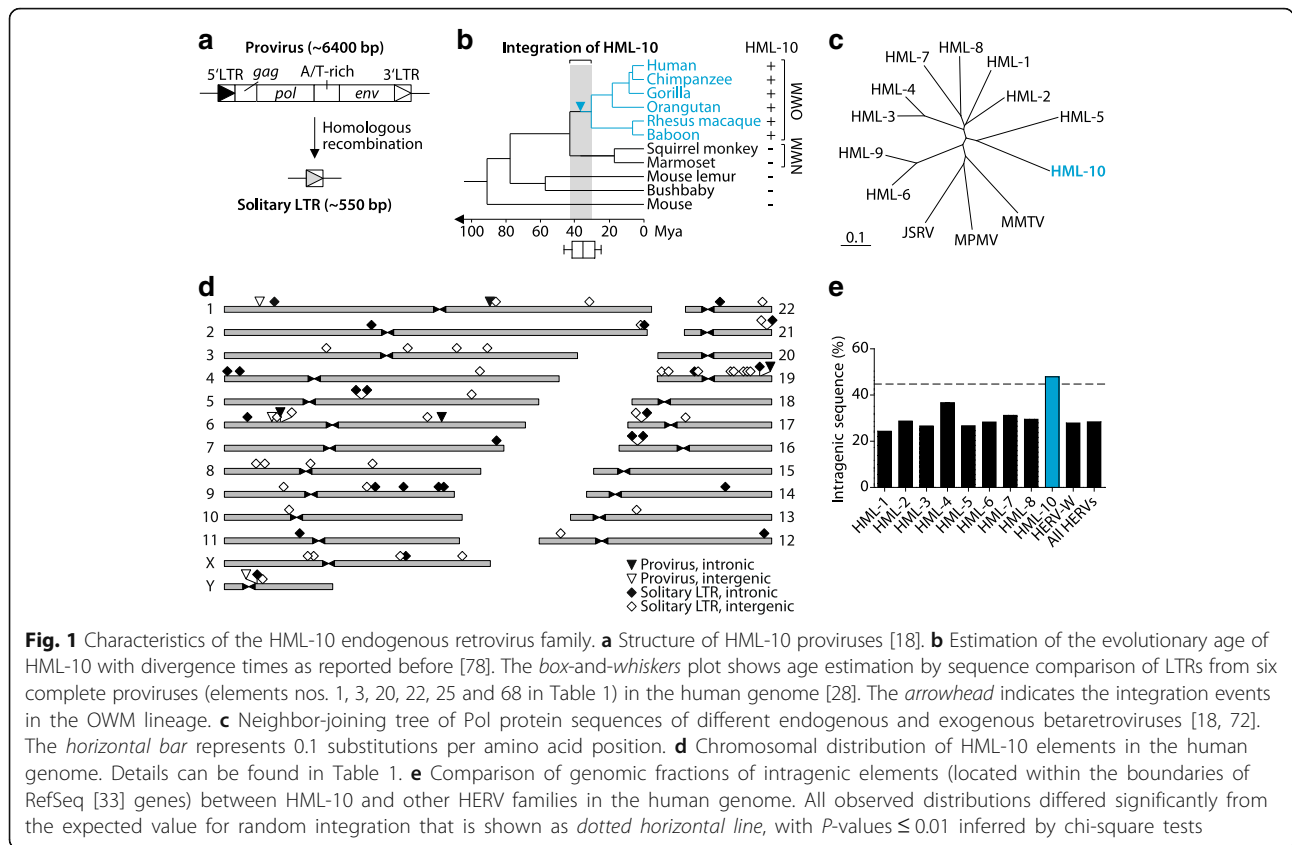 a
Provirus (~6400 bp)
5'LTR gag A/T-rich 3'LTR
pol env
Homologous
recombination
Solitary LTR (~550 bp)
b
Integration of HML-10 HML-10
Human +
Chimpanzee +
Gorilla +
Orangutan +
Rhesus macaque +
Baboon +
OWM
Squirrel monkey -
Marmoset -
NWM
Mouse lemur -
Bushbaby -
Mouse -
100 80 60 40 20 0 Mya
c
HML-8
HML-7 HML-1
HML-4 HML-2
HML-3 HML-5
HML-9
HML-10
HML-6
MMTV
JSRV MPMV
0.1
d
1 22
2 21
3 20
4 19
5 18
6 17
7 16
8 15
9 14
10 13
11 12
X
Y
Provirus, intronic
Provirus, intergenic
Solitary LTR, intronic
Solitary LTR, intergenic
e
Intragenic sequence (%)
60
40
20
0
HML-1 HML-2 HML-3 HML-4 HML-5 HML-6 HML-7 HML-8 HML-10 HERV-W All HERVs
Fig. 1 Characteristics of the HML-10 endogenous retrovirus family. a Structure of HML-10 proviruses [18]. b Estimation of the evolutionary age of
HML-10 with divergence times as reported before [78]. The box-and-whiskers plot shows age estimation by sequence comparison of LTRs from six
complete proviruses (elements nos. 1, 3, 20, 22, 25 and 68 in Table 1) in the human genome [28]. The arrowhead indicates the integration events
in the OWM lineage. c Neighbor-joining tree of Pol protein sequences of different endogenous and exogenous betaretroviruses [18, 72].
The horizontal bar represents 0.1 substitutions per amino acid position. d Chromosomal distribution of HML-10 elements in the human
genome. Details can be found in Table 1. e Comparison of genomic fractions of intragenic elements (located within the boundaries of
RefSeq [33] genes) between HML-10 and other HERV families in the human genome. All observed distributions differed significantly from
the expected value for random integration that is shown as dotted horizontal line, with P-values ≤ 0.01 inferred by chi-square tests